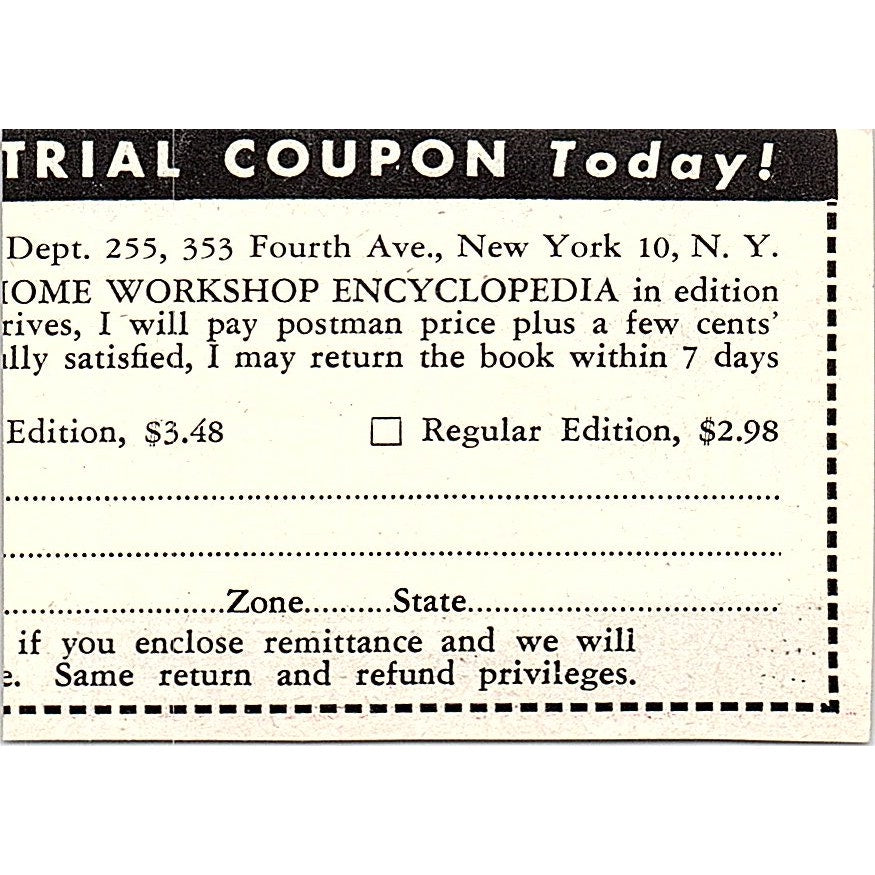 TRIAL COUPON Today!
Dept. 255, 353 Fourth Ave., New York 10, N. Y.
HOME WORKSHOP ENCYCLOPEDIA in edition
rives, I will pay postman price plus a few cents'
ully satisfied, I may return the book within 7 days
Edition, $3.48 ☐ Regular Edition, $2.98
Zone.........State
if you enclose remittance and we will
e. Same return and refund privileges.